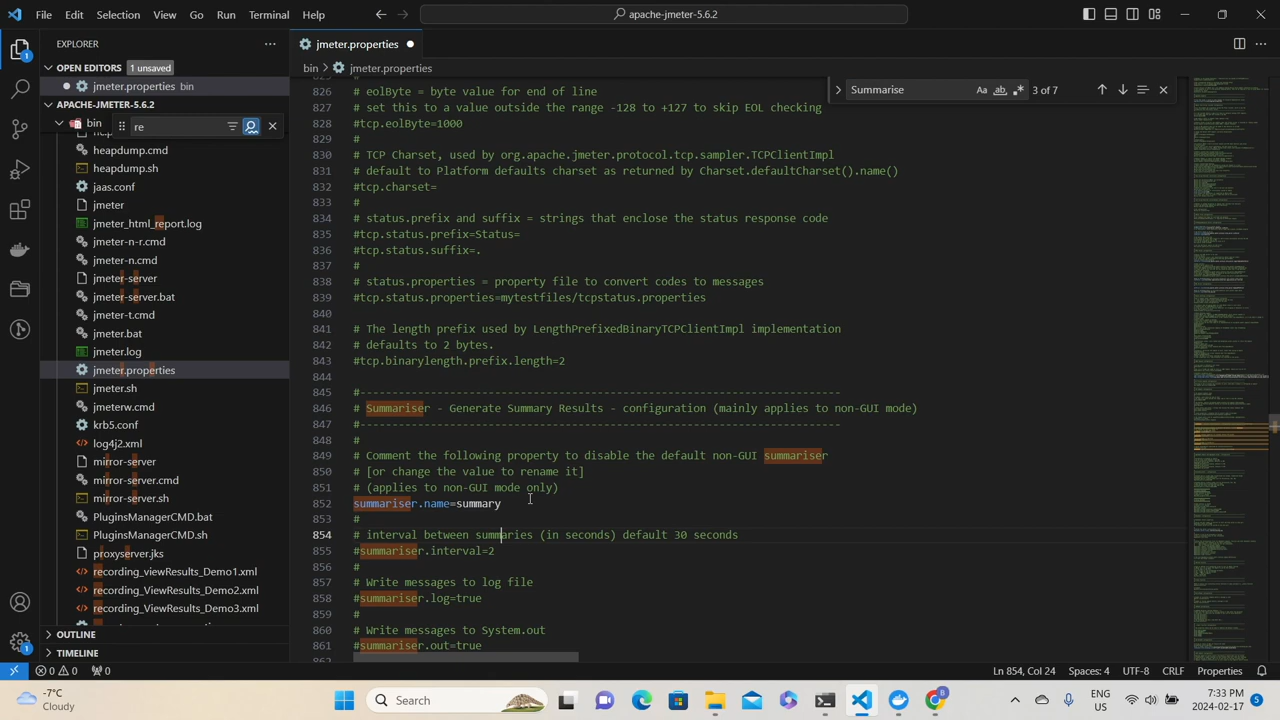 File Edit Selection View Go Run Terminal Help
apache-jmeter-5.6.2
EXPLORER
OPEN EDITORS 1 unsaved
jmeter.properties bin
APACHE-JMETER-5.6.2
bin
re
heapdump.cmd
heapdump.sh
jaas.conf
jmeter
jmeter_html_report.log
jmeter-n-r.cmd
jmeter-n.cmd
jmeter-server
jmeter-server.bat
jmeter-t.cmd
jmeter.bat
jmeter.log
jmeter.properties
jmeter.sh
jmeterw.cmd
krb5.conf
log4j2.xml
mirror-server
mirror-server.cmd
mirror-server.sh
PluginsManagerCMD.bat
PluginsManagerCMD.sh
proxyserver.jks
recording_viewResults_Demo1.xml
recording_viewResults_Demo2.xml
recording_viewResults_Demo3.xml
OUTLINE
TIMELINE
jmeter.properties
bin > jmeter.properties
Summarise Aa ab .* ? of 7
826 # eolByte = byte value for end of line
827 # set this to a value outside the range -128 to +127 to skip EOL checking
828 #tcp.eolByte=1000
829 #
830 # TCP Charset, used by org.apache.jmeter.protocol.tcp.sampler.TCPClientImpl
831 # default to Platform defaults charset as returned by Charset.defaultCharset().name()
832 #tcp.charset=
833 #
834 # status.prefix and suffix = strings that enclose the status response code
835 #tcp.status.prefix=Status=
836 #tcp.status.suffix=.
837 #
838 # status.properties = property file to convert codes to messages
839 #tcp.status.properties=mytestfiles/tcpstatus.properties
840
841 # The length prefix used by LengthPrefixedBinaryTCPClientImpl implementation
842 # defaults to 2 bytes
843 #tcp.binarylength.prefix.length=2
844
845 #---------------------------------------------------------------------------
846 # Summariser - Generate Summary Results - configuration (mainly applies to non-GUI mode)
847 #---------------------------------------------------------------------------
848 #
849 # Comment the following property to disable the default non-GUI summariser
850 # [or change the value to rename it]
851 # (applies to non-GUI mode only)
852 summariser.name=summary
853 #
854 # interval between summaries (in seconds) default 30 seconds
855 #summariser.interval=2
856 #
857 # Write messages to log file
858 #summariser.log=true
859 #
860 # Write messages to System.out
861 #summariser.out=true
0 0 0
Ln 854, Col 24 Spaces: 4 UTF-8 CRLF Properties
-7°C
Cloudy
Search
ENG
US
7:33 PM
2024-02-17